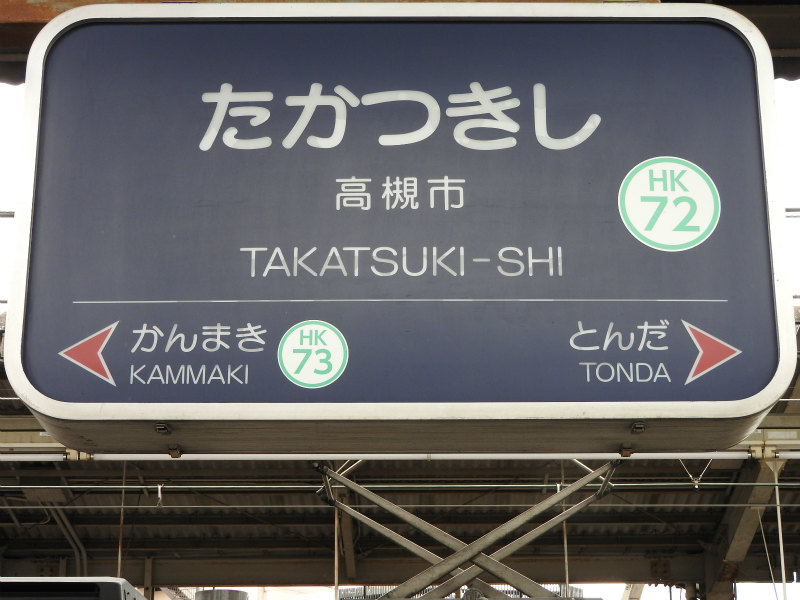 たかつきし
高槻市
HK
72
TAKATSUKI-SHI
かんまき
KAMMAKI
HK
73
とんだ
TONDA